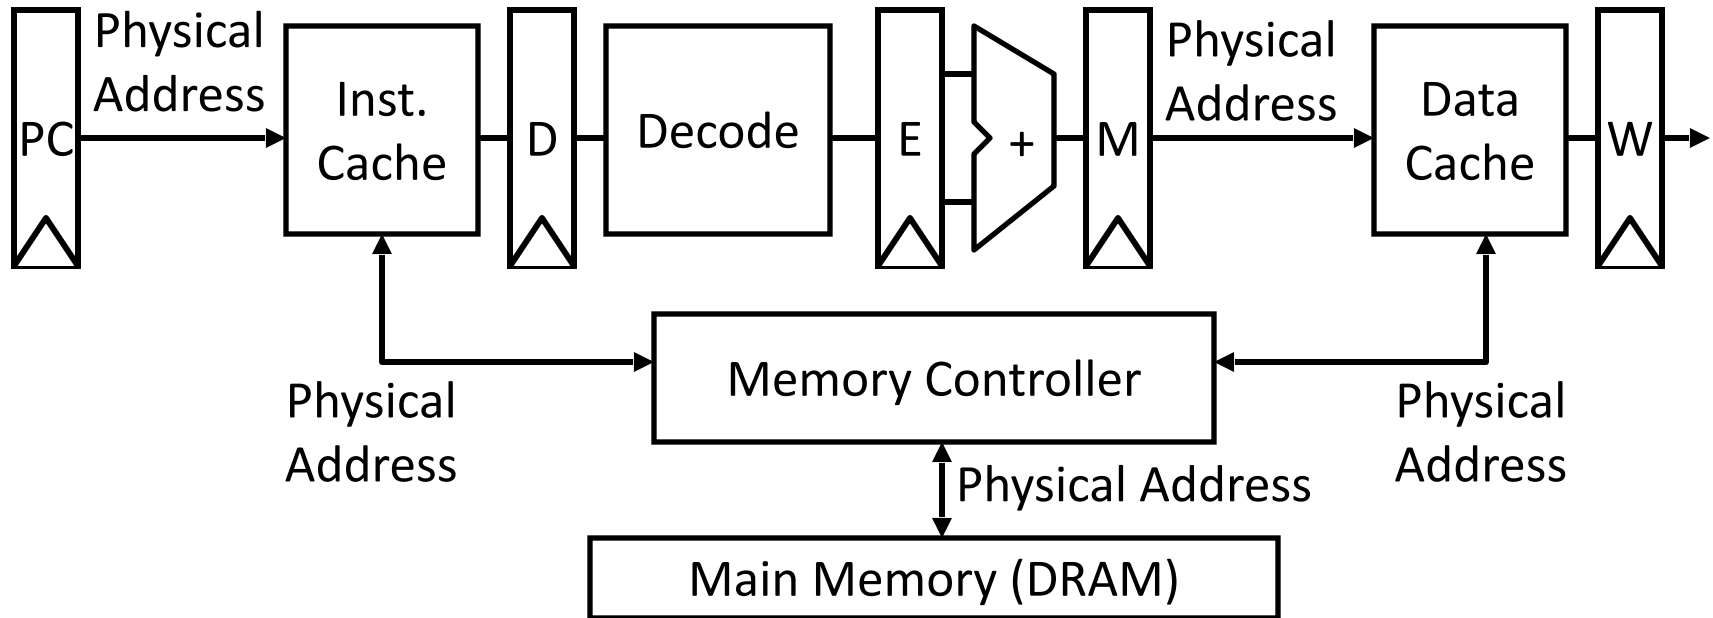 Physical
Address
PC
Inst.
Cache
D
Decode
E
+
M
Physical
Address
Data
Cache
W
Physical
Address
Memory Controller
Physical
Address
Physical Address
Main Memory (DRAM)